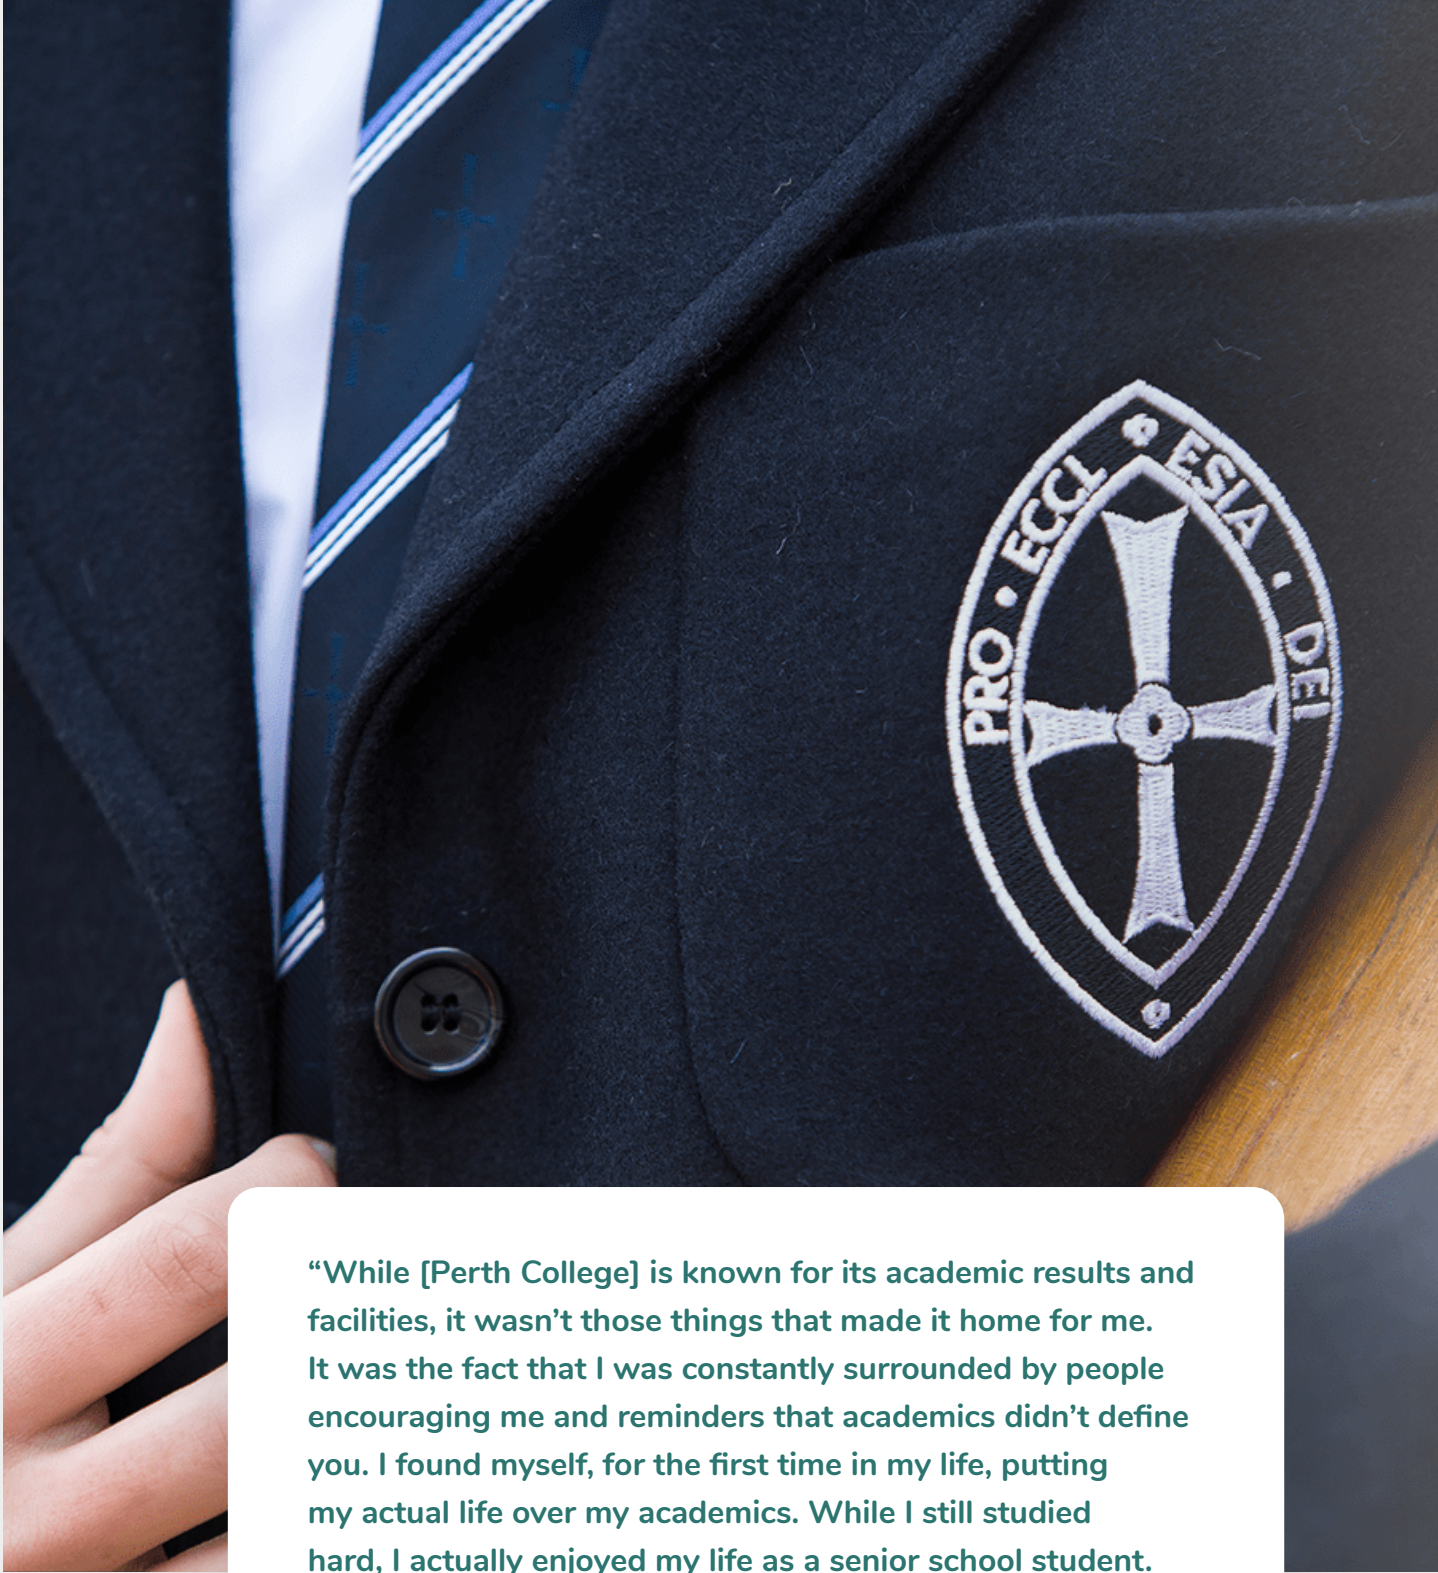 PRO • ECCL ESIA • DEI
“While [Perth College] is known for its academic results and
facilities, it wasn’t those things that made it home for me.
It was the fact that I was constantly surrounded by people
encouraging me and reminders that academics didn’t define
you. I found myself, for the first time in my life, putting
my actual life over my academics. While I still studied
hard, I actually enjoyed my life as a senior school student.